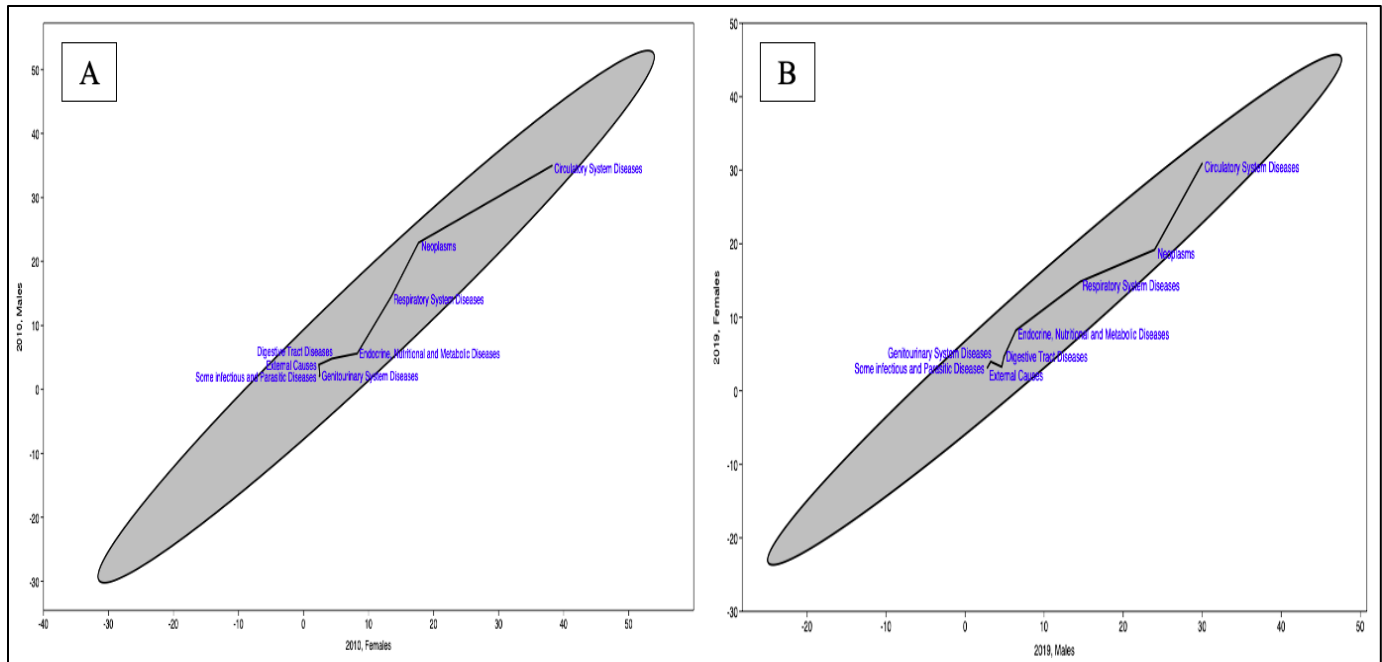 A
50
40
30
20
10
0
-10
-20
-30
2010, Males
Circulatory System Diseases
Neoplasms
Respiratory System Diseases
Digestive Tract Diseases
Endocrine, Nutritional and Metabolic Diseases
External Causes
Some infectious and Parasitic Diseases
Genitourinary System Diseases
-40 -30 -20 -10 0 10 20 30 40 50
2010, Females
B
50
40
30
20
10
0
-10
-20
-30
2019, Females
Circulatory System Diseases
Neoplasms
Respiratory System Diseases
Endocrine, Nutritional and Metabolic Diseases
Genitourinary System Diseases
Digestive Tract Diseases
Some infectious and Parasitic Diseases
External Causes
-20 -10 0 10 20 30 40 50
2019, Males